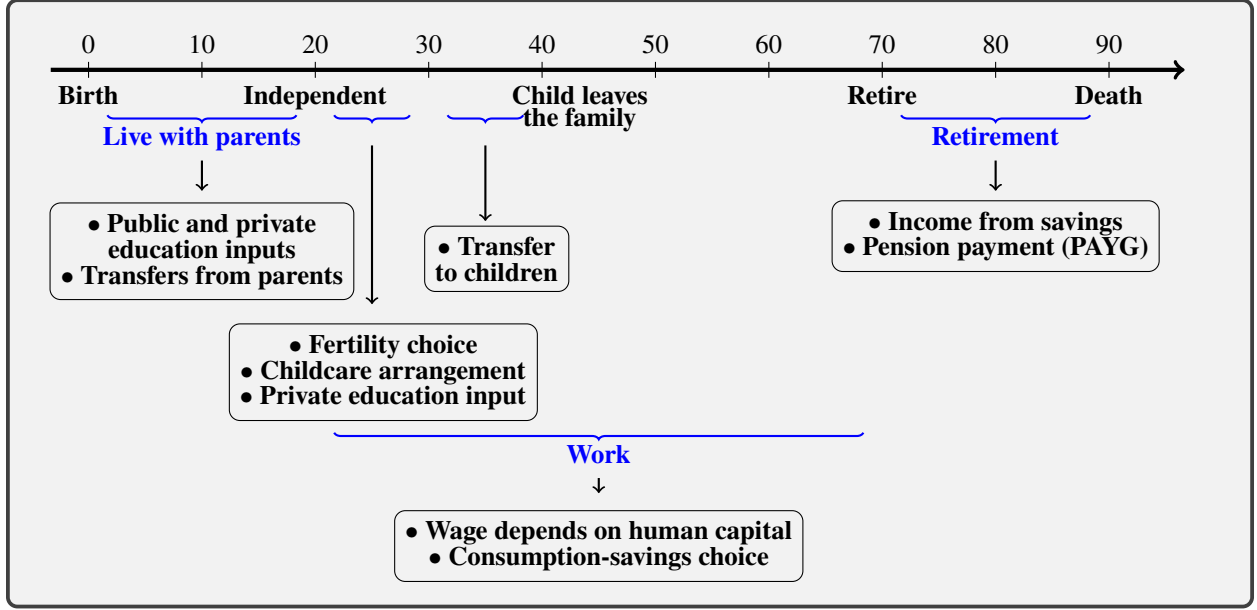 0 10 20 30 40 50 60 70 80 90
Birth Independent Child leaves Retire Death
the family
Live with parents Retirement
• Public and private
education inputs
• Transfers from parents
• Transfer
to children
• Income from savings
• Pension payment (PAYG)
• Fertility choice
• Childcare arrangement
• Private education input
Work
• Wage depends on human capital
• Consumption-savings choice